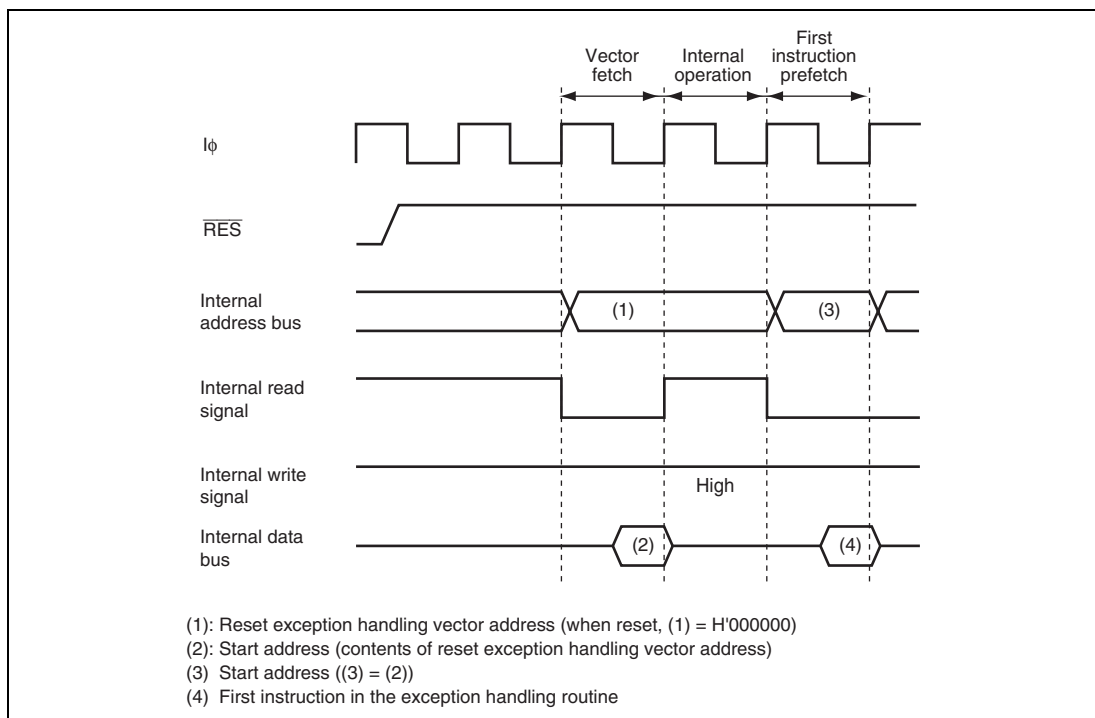 First
Vector Internal instruction
fetch operation prefetch
Iϕ
RES
Internal
address bus
(1) (3)
Internal read
signal
Internal write
signal
High
Internal data
bus
(2) (4)
(1): Reset exception handling vector address (when reset, (1) = H'000000)
(2): Start address (contents of reset exception handling vector address)
(3) Start address ((3) = (2))
(4) First instruction in the exception handling routine